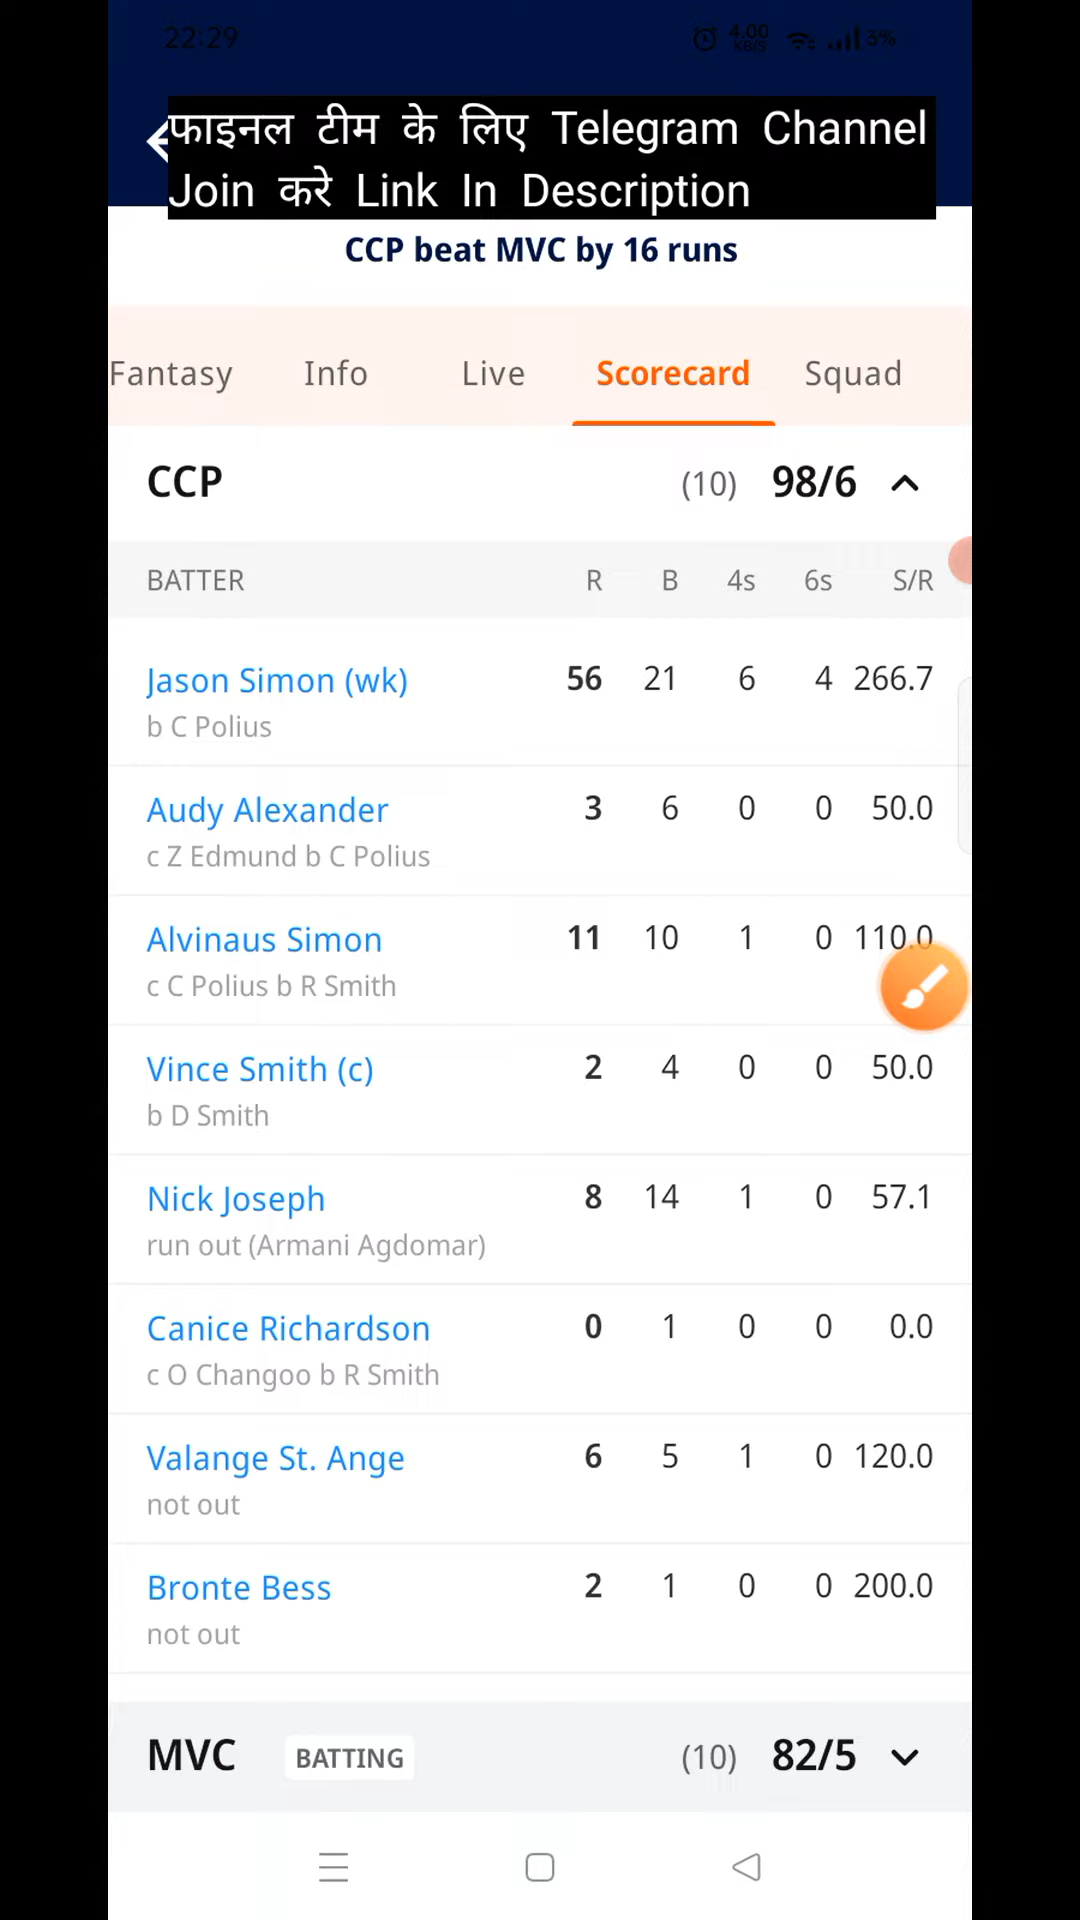 22:29 4.00 KB/S 3%
फाइनल टीम के लिए Telegram Channel
Join करे Link In Description
CCP beat MVC by 16 runs
Fantasy Info Live Scorecard Squad
CCP (10) 98/6
BATTER R B 4s 6s S/R
Jason Simon (wk) 56 21 6 4 266.7
b C Polius
Audy Alexander 3 6 0 0 50.0
c Z Edmund b C Polius
Alvinaus Simon 11 10 1 0 110.0
c C Polius b R Smith
Vince Smith (c) 2 4 0 0 50.0
b D Smith
Nick Joseph 8 14 1 0 57.1
run out (Armani Agdomar)
Canice Richardson 0 1 0 0 0.0
c O Changoo b R Smith
Valange St. Ange 6 5 1 0 120.0
not out
Bronte Bess 2 1 0 0 200.0
not out
MVC BATTING (10) 82/5